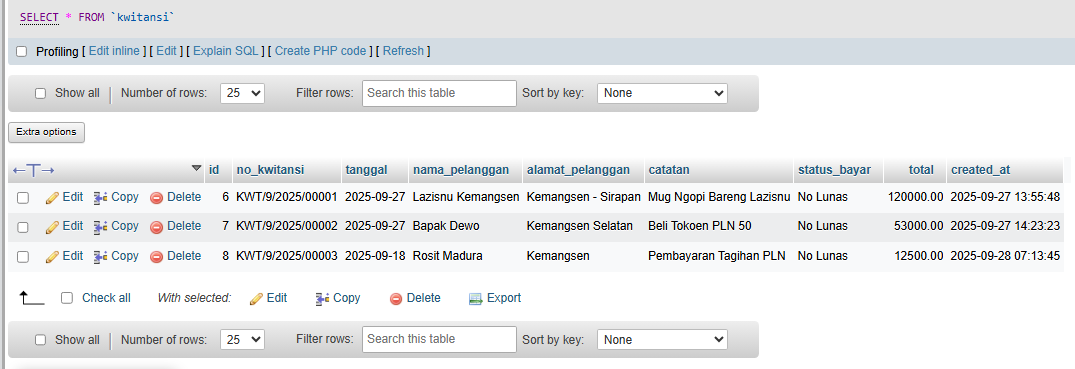 SELECT * FROM `kwitansi`
Profiling [ Edit inline ] [ Edit ] [ Explain SQL ] [ Create PHP code ] [ Refresh ]
Show all Number of rows: 25 Filter rows: Search this table Sort by key: None
Extra options
←T→ id no_kwitansi tanggal nama_pelanggan alamat_pelanggan catatan status_bayar total created_at
Edit Copy Delete 6 KWT/9/2025/00001 2025-09-27 Lazisnu Kemangsen Kemangsen - Sirapan Mug Ngopi Bareng Lazisnu No Lunas 120000.00 2025-09-27 13:55:48
Edit Copy Delete 7 KWT/9/2025/00002 2025-09-27 Bapak Dewo Kemangsen Selatan Beli Tokoen PLN 50 No Lunas 53000.00 2025-09-27 14:23:23
Edit Copy Delete 8 KWT/9/2025/00003 2025-09-18 Rosit Madura Kemangsen Pembayaran Tagihan PLN No Lunas 12500.00 2025-09-28 07:13:45
Check all With selected: Edit Copy Delete Export
Show all Number of rows: 25 Filter rows: Search this table Sort by key: None